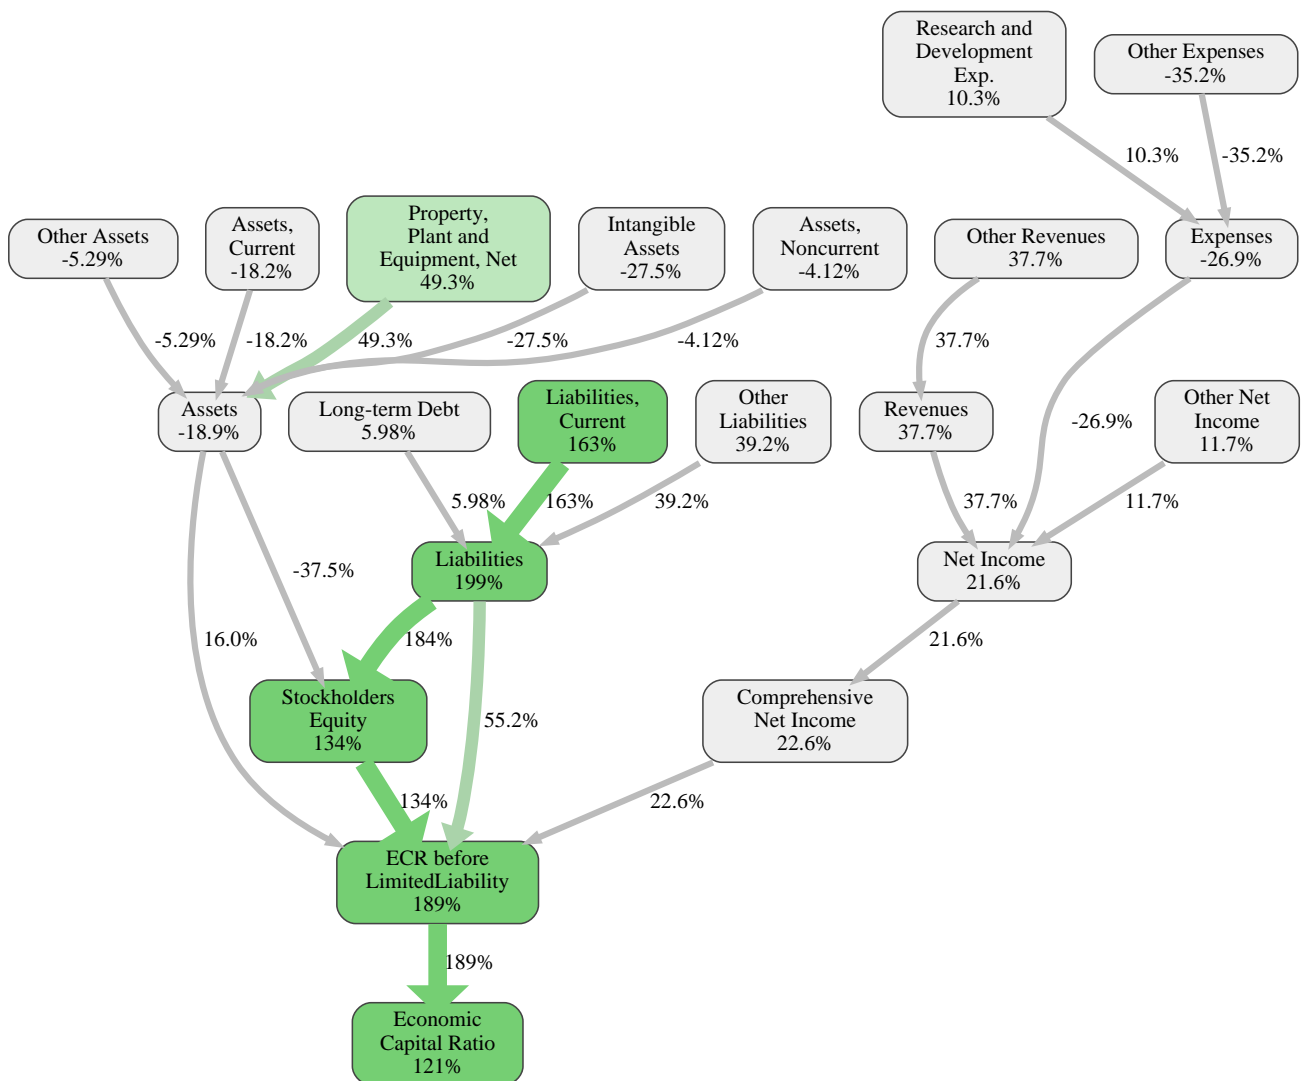 Research and
Development
Exp.
10.3%
Other Expenses
-35.2%
10.3%
-35.2%
Other Assets
-5.29%
Assets,
Current
-18.2%
Property,
Plant and
Equipment, Net
49.3%
Intangible
Assets
-27.5%
Assets,
Noncurrent
-4.12%
Other Revenues
37.7%
Expenses
-26.9%
-5.29%
-18.2%
49.3%
-27.5%
-4.12%
37.7%
-26.9%
Assets
-18.9%
Long-term Debt
5.98%
Liabilities,
Current
163%
Other
Liabilities
39.2%
Revenues
37.7%
Other Net
Income
11.7%
5.98%
163%
39.2%
37.7%
11.7%
Liabilities
199%
Net Income
21.6%
-37.5%
16.0%
184%
21.6%
Stockholders
Equity
134%
55.2%
Comprehensive
Net Income
22.6%
134%
22.6%
ECR before
LimitedLiability
189%
189%
Economic
Capital Ratio
121%